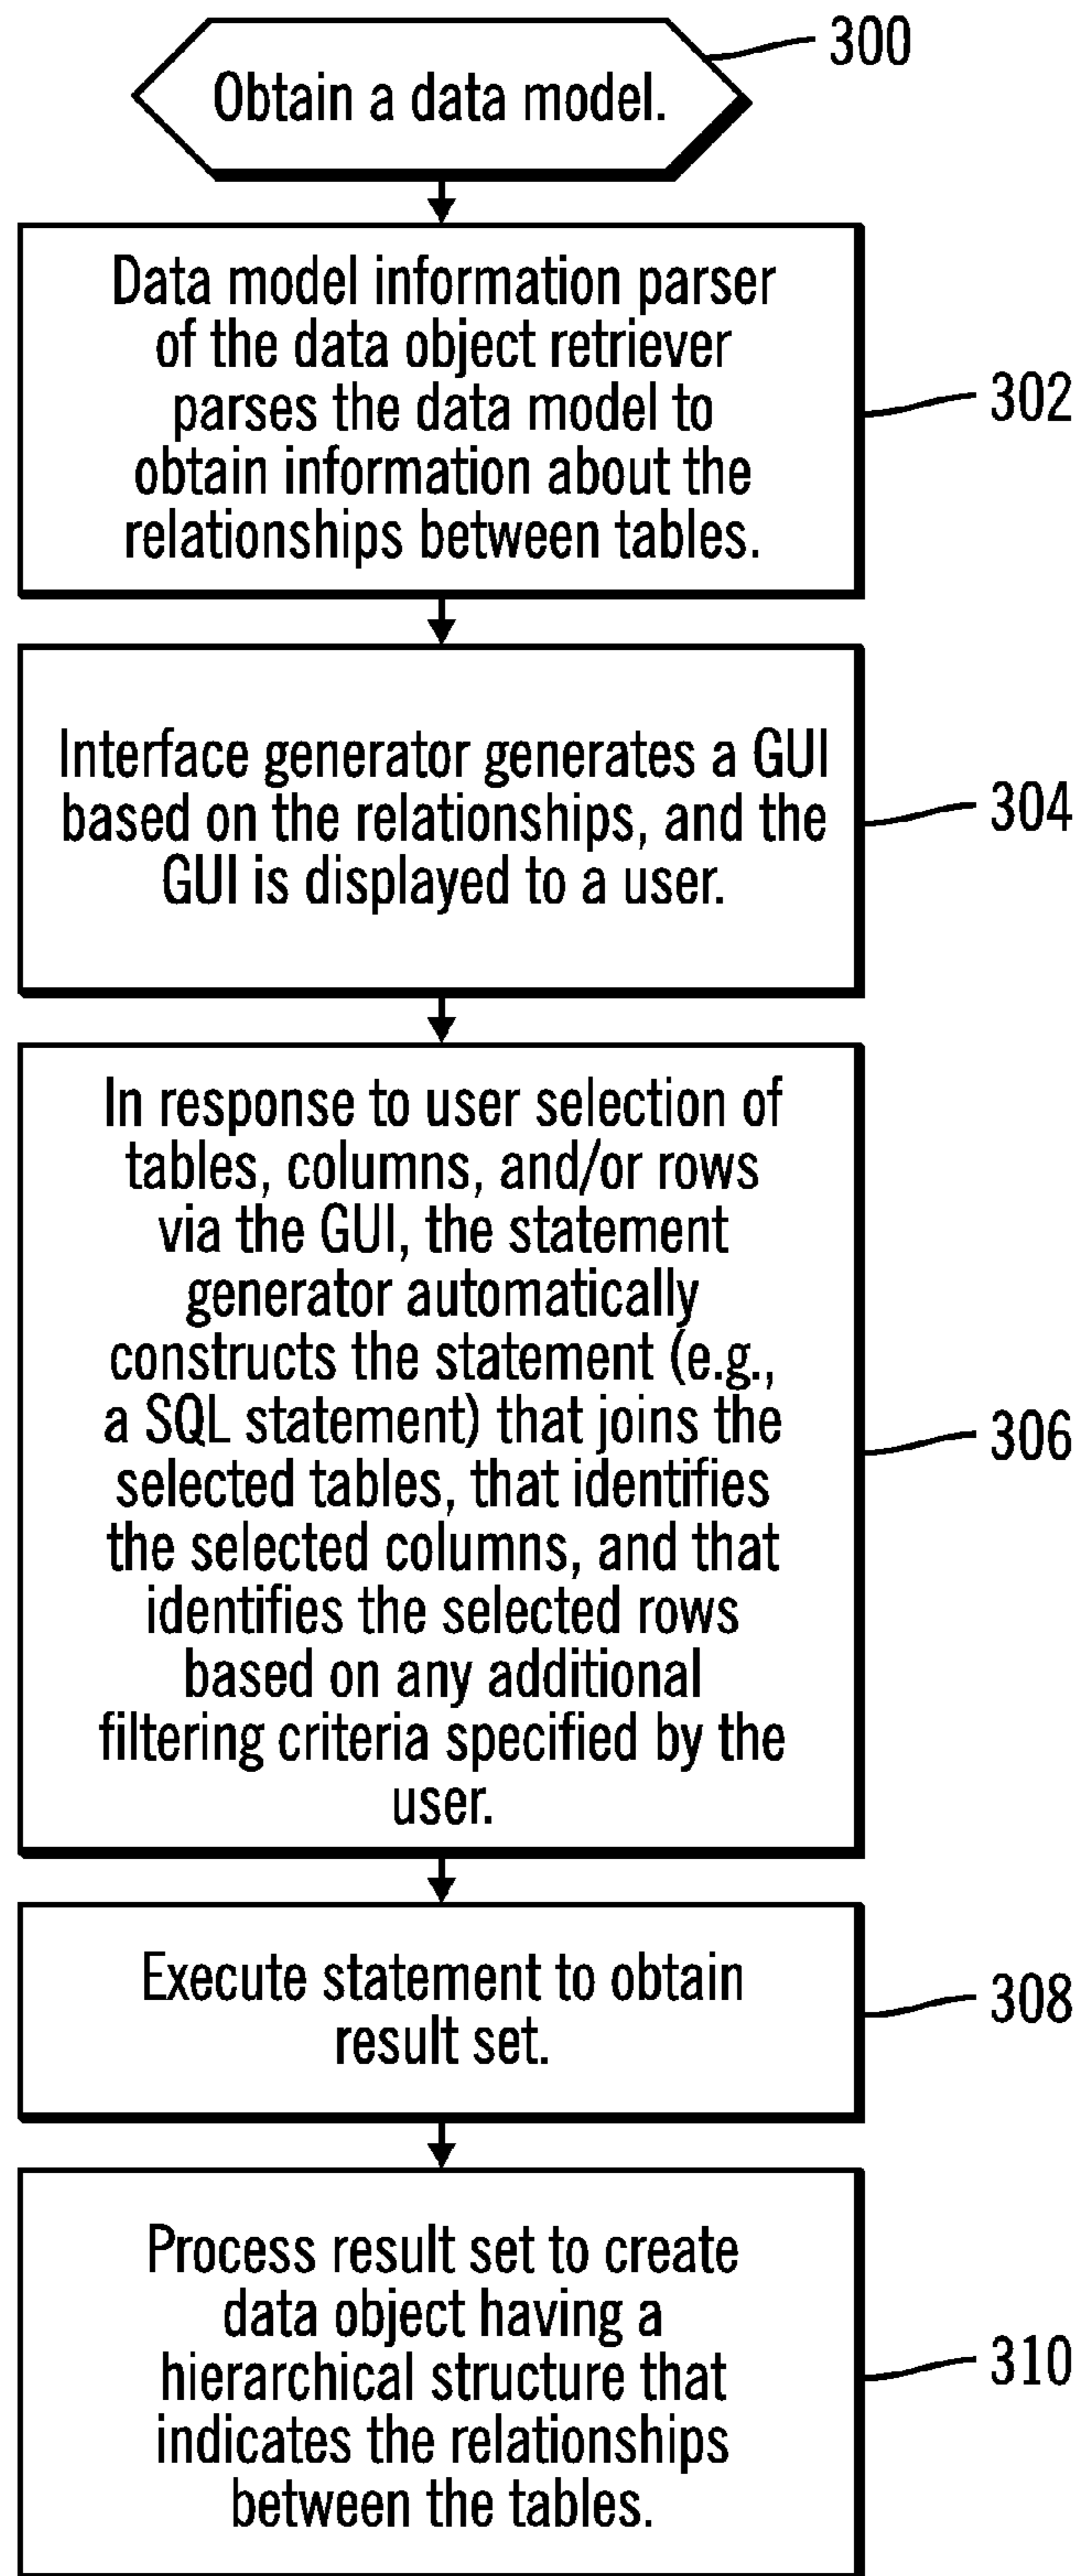 300
Obtain a data model.
Data model information parser
of the data object retriever
parses the data model to
obtain information about the
relationships between tables.
302
Interface generator generates a GUI
based on the relationships, and the
GUI is displayed to a user.
304
In response to user selection of
tables, columns, and/or rows
via the GUI, the statement
generator automatically
constructs the statement (e.g.,
a SQL statement) that joins the
selected tables, that identifies
the selected columns, and that
identifies the selected rows
based on any additional
filtering criteria specified by the
user.
306
Execute statement to obtain
result set.
308
Process result set to create
data object having a
hierarchical structure that
indicates the relationships
between the tables.
310